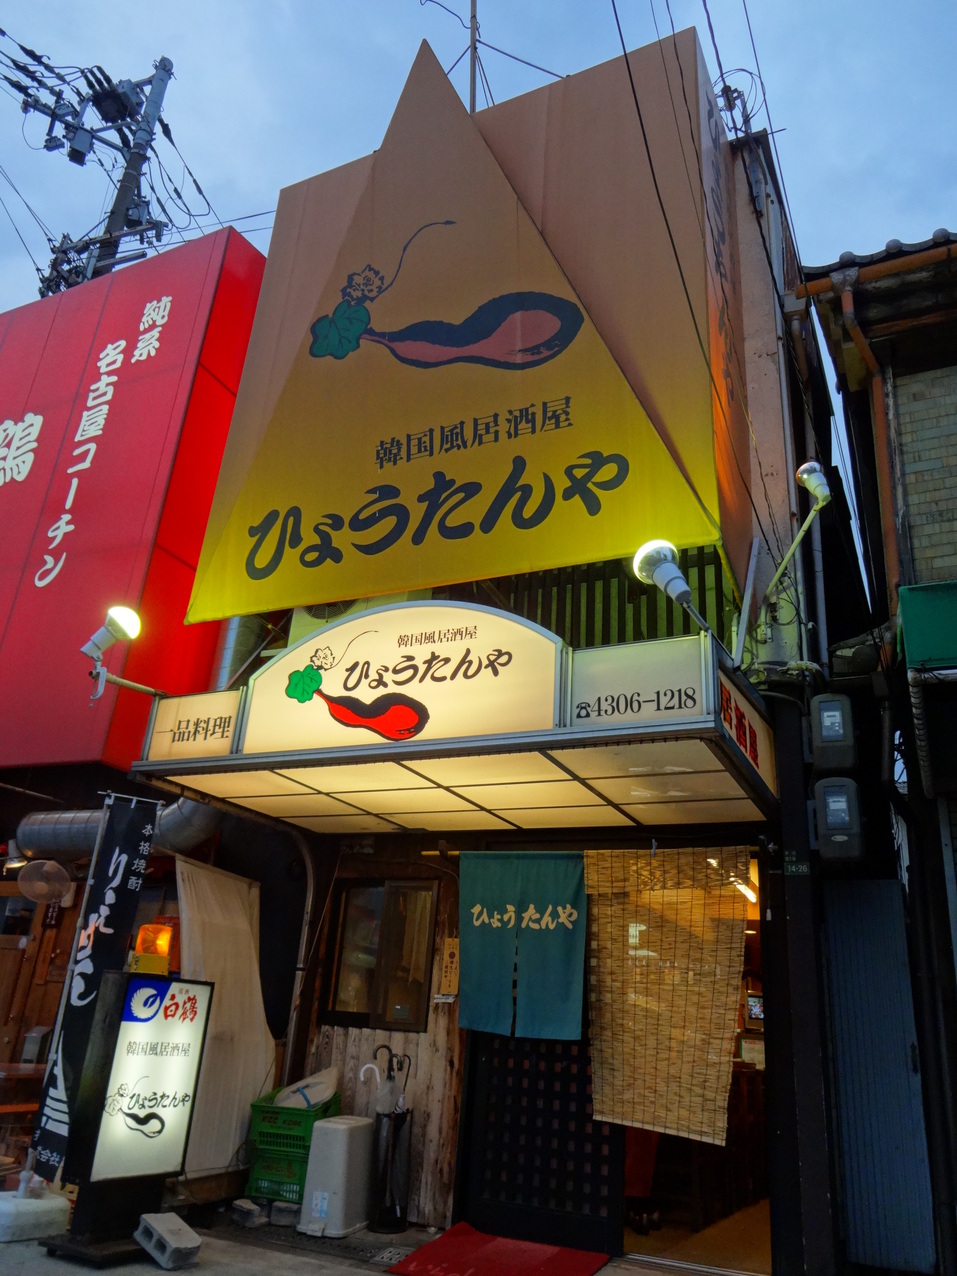 純系
名古屋コーチン
鶏
韓国風居酒屋
ひょうたんや
韓国風居酒屋
ひょうたんや
一品料理
☎4306-1218
居酒屋
ひょうたんや
本格焼酎
白鶴
韓国風居酒屋
ひょうたんや
14-26